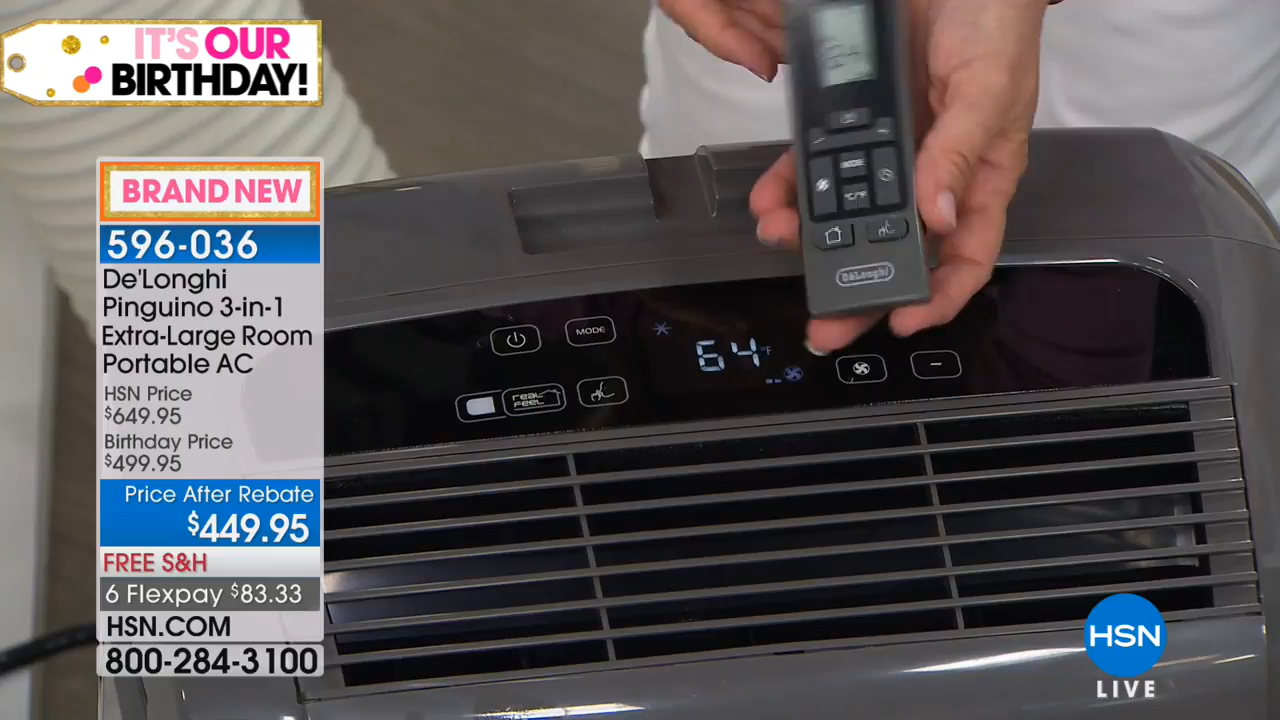 IT'S OUR
BIRTHDAY!
BRAND NEW
596-036
De'Longhi
Pinguino 3-in-1
Extra-Large Room
Portable AC
HSN Price
$649.95
Birthday Price
$499.95
Price After Rebate
$449.95
FREE S&H
6 Flexpay $83.33
HSN.COM
800-284-3100
64
MODE
°C/°F
DeLonghi
MODE
64°F
real
FEEL
HSN
LIVE